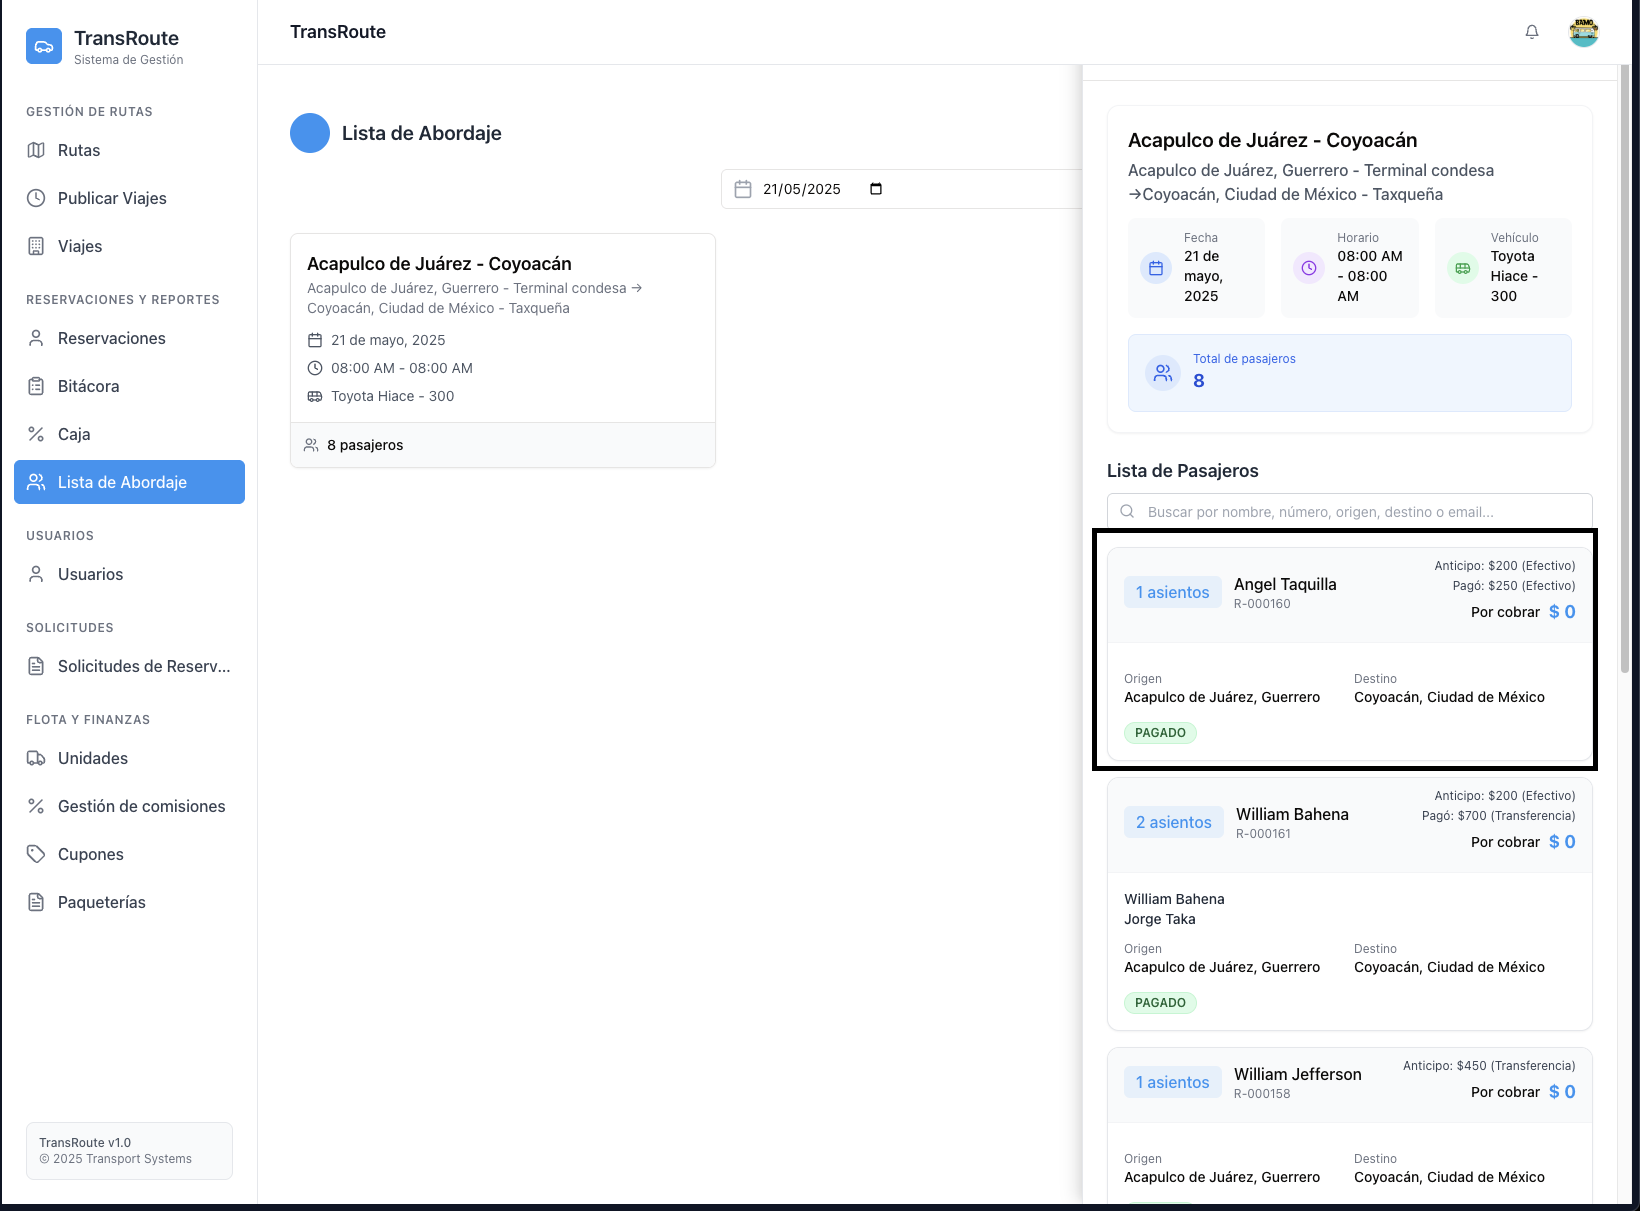 TransRoute
Sistema de Gestión
GESTIÓN DE RUTAS
Rutas
Publicar Viajes
Viajes
RESERVACIONES Y REPORTES
Reservaciones
Bitácora
Caja
Lista de Abordaje
USUARIOS
Usuarios
SOLICITUDES
Solicitudes de Reserv...
FLOTA Y FINANZAS
Unidades
Gestión de comisiones
Cupones
Paqueterías
TransRoute v1.0
© 2025 Transport Systems
TransRoute
Lista de Abordaje
21/05/2025
Acapulco de Juárez - Coyoacán
Acapulco de Juárez, Guerrero - Terminal condesa →
Coyoacán, Ciudad de México - Taxqueña
21 de mayo, 2025
08:00 AM - 08:00 AM
Toyota Hiace - 300
8 pasajeros
Acapulco de Juárez - Coyoacán
Acapulco de Juárez, Guerrero - Terminal condesa
→Coyoacán, Ciudad de México - Taxqueña
Fecha
21 de
mayo,
2025
Horario
08:00 AM
- 08:00
AM
Vehículo
Toyota
Hiace -
300
Total de pasajeros
8
Lista de Pasajeros
Buscar por nombre, número, origen, destino o email...
1 asientos
Angel Taquilla
R-000160
Anticipo: $200 (Efectivo)
Pagó: $250 (Efectivo)
Por cobrar $ 0
Origen
Acapulco de Juárez, Guerrero
Destino
Coyoacán, Ciudad de México
PAGADO
2 asientos
William Bahena
R-000161
Anticipo: $200 (Efectivo)
Pagó: $700 (Transferencia)
Por cobrar $ 0
William Bahena
Jorge Taka
Origen
Acapulco de Juárez, Guerrero
Destino
Coyoacán, Ciudad de México
PAGADO
1 asientos
William Jefferson
R-000158
Anticipo: $450 (Transferencia)
Por cobrar $ 0
Origen
Acapulco de Juárez, Guerrero
Destino
Coyoacán, Ciudad de México